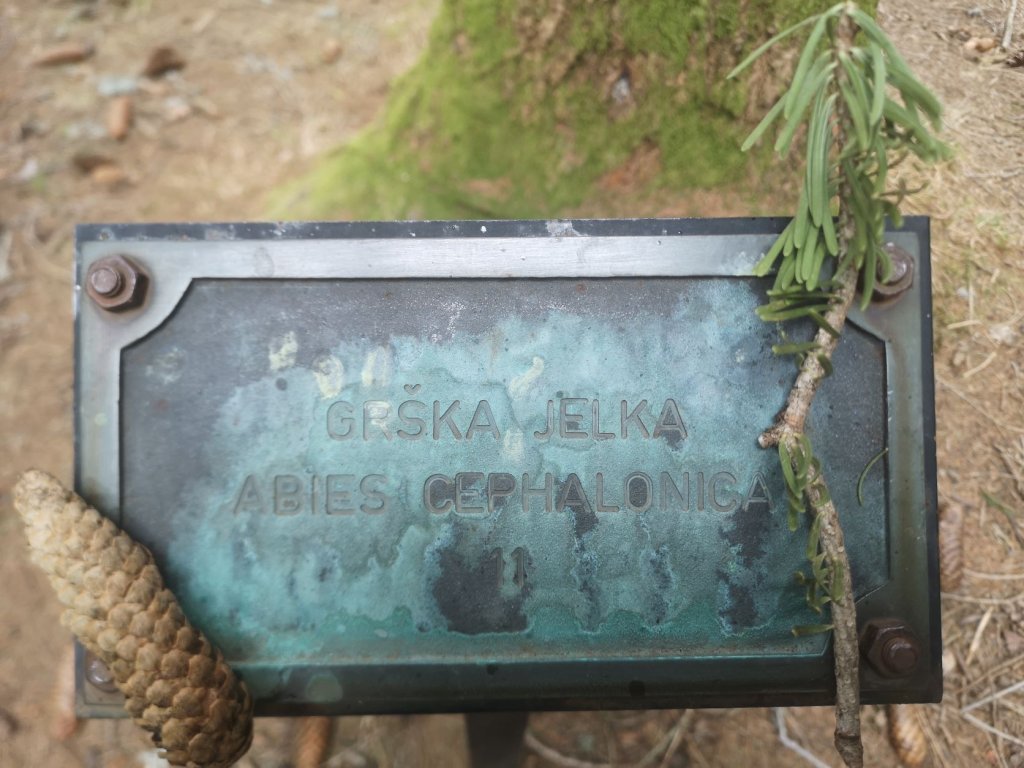 GRŠKA JELKA
ABIES CEPHALONICA
11